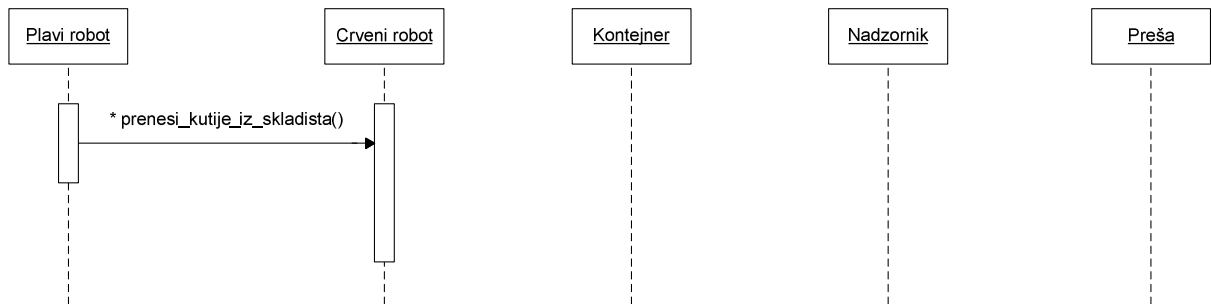 Plavi robot
Crveni robot
Kontejner
Nadzornik
Preša
* prenesi_kutije_iz_skladista()